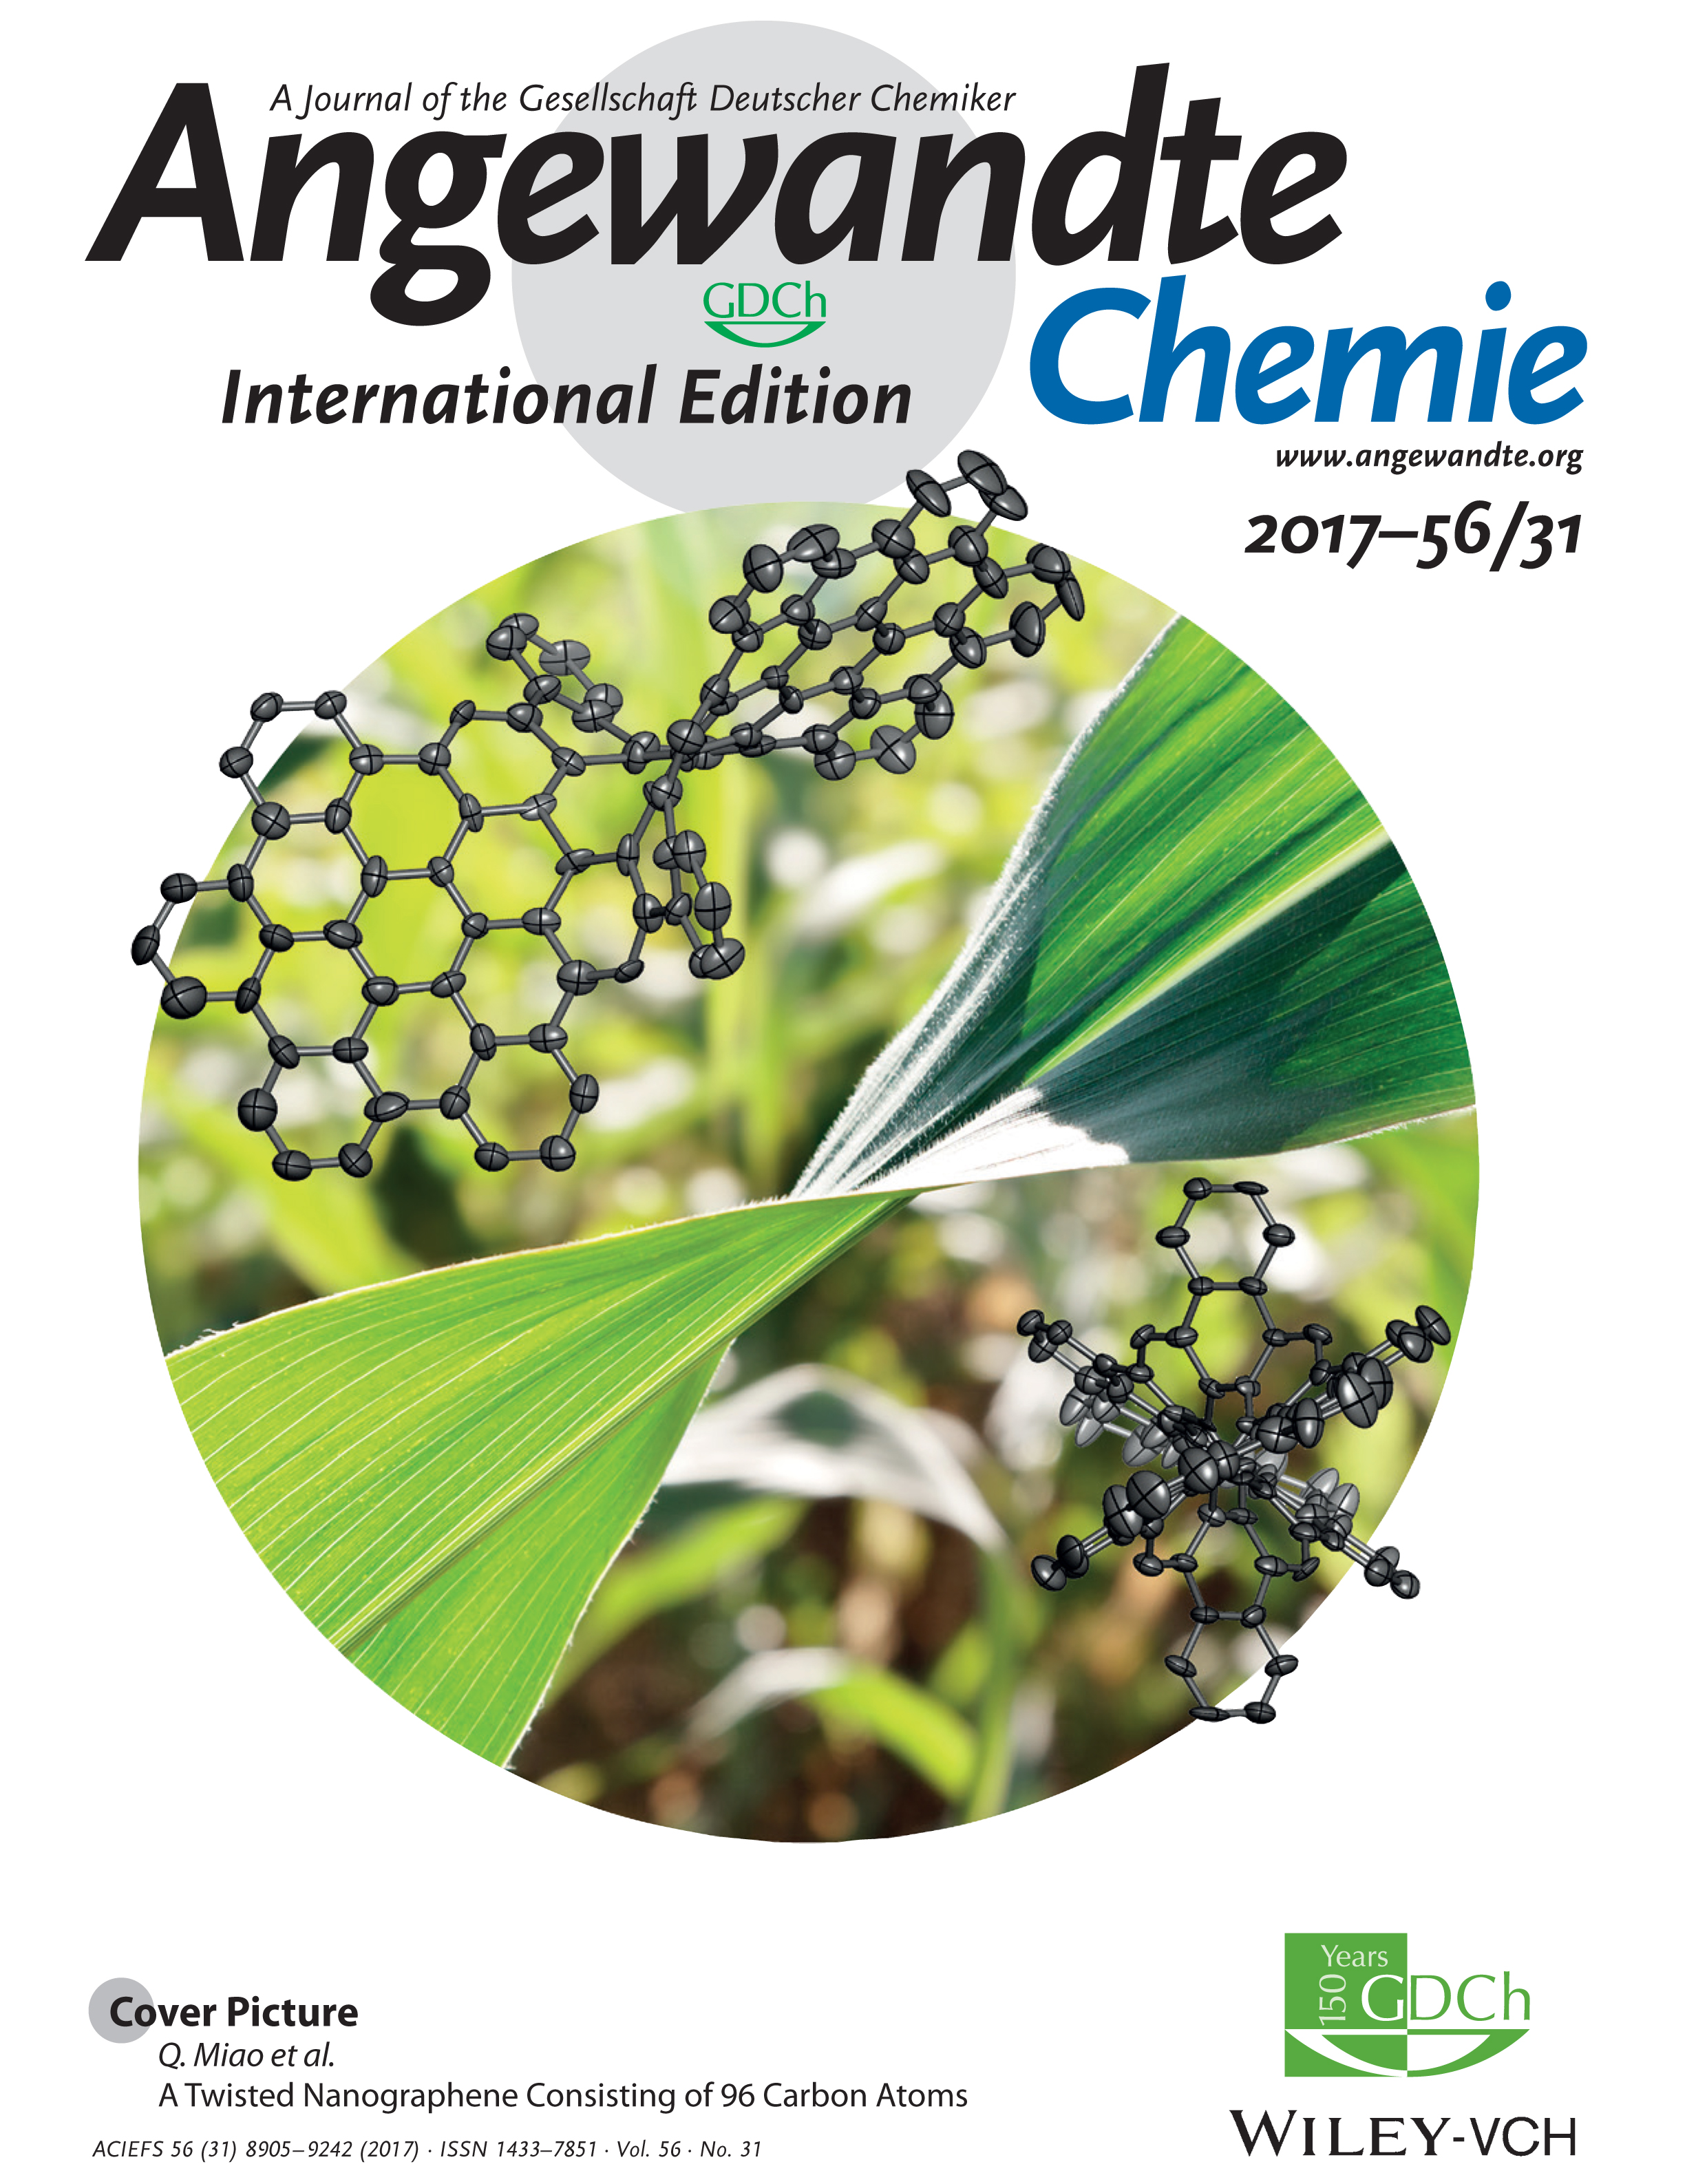 A Journal of the Gesellschaft Deutscher Chemiker
Angewandte
GDCh
International Edition
Chemie
www.angewandte.org
2017–56/31
Cover Picture
Q. Miao et al.
A Twisted Nanographene Consisting of 96 Carbon Atoms
ACIEFS 56 (31) 8905–9242 (2017) · ISSN 1433–7851 · Vol. 56 · No. 31
150 Years
GDCh
WILEY-VCH